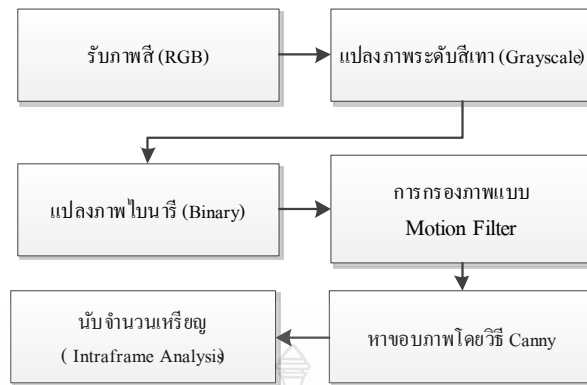 รับภาพสี (RGB)
แปลงภาพระดับสีเทา (Grayscale)
แปลงภาพไบนารี (Binary)
การกรองภาพแบบ
Motion Filter
หาขอบภาพโดยวิธี Canny
นับจำนวนเหรียญ
( Intraframe Analysis)